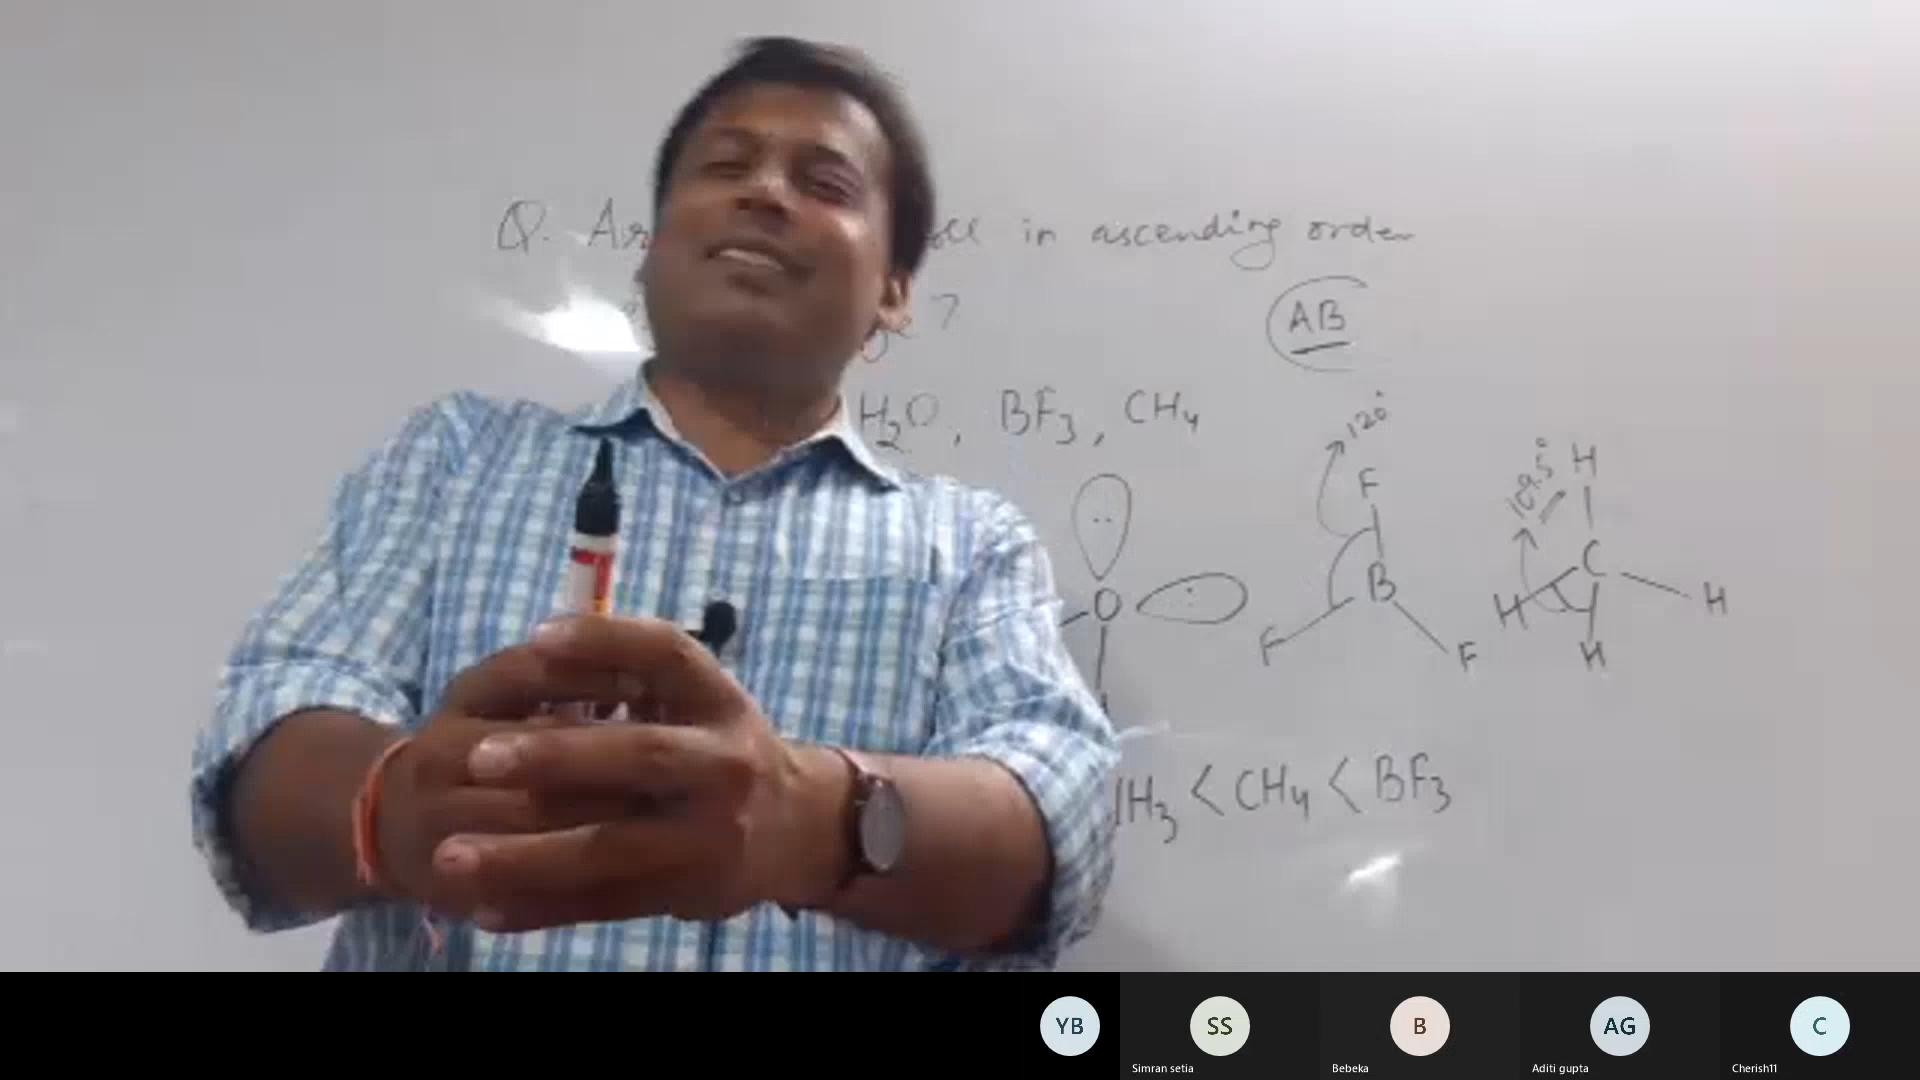 Q. in ascending order
?
AB
H2O, BF3, CH4
120°
109.5°
F
H
O
B
C
F
F
H
H
H
H3 < CH4 < BF3
YB
SS
B
AG
C
Simran setia
Bebeka
Aditi gupta
Cherish11